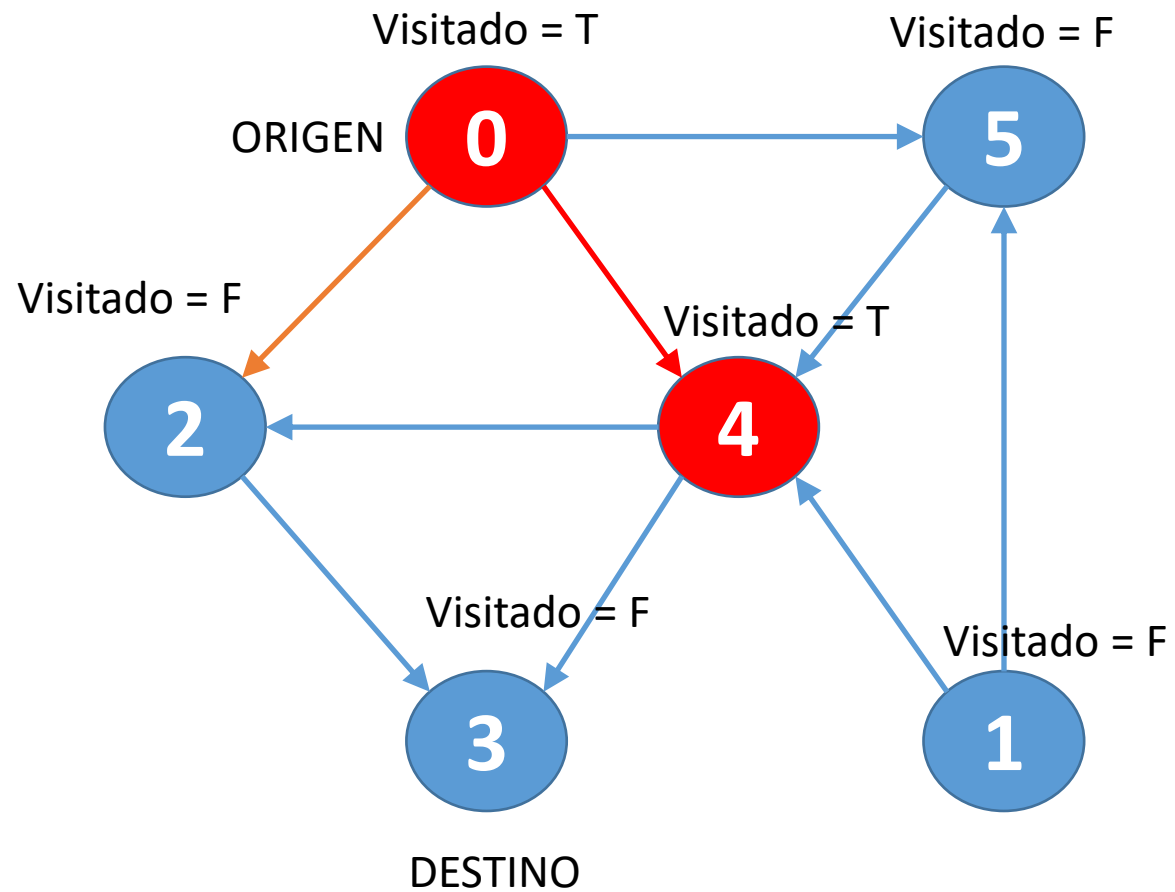 Visitado = T
Visitado = F
ORIGEN
0
5
Visitado = F
Visitado = T
2
4
Visitado = F
Visitado = F
3
1
DESTINO